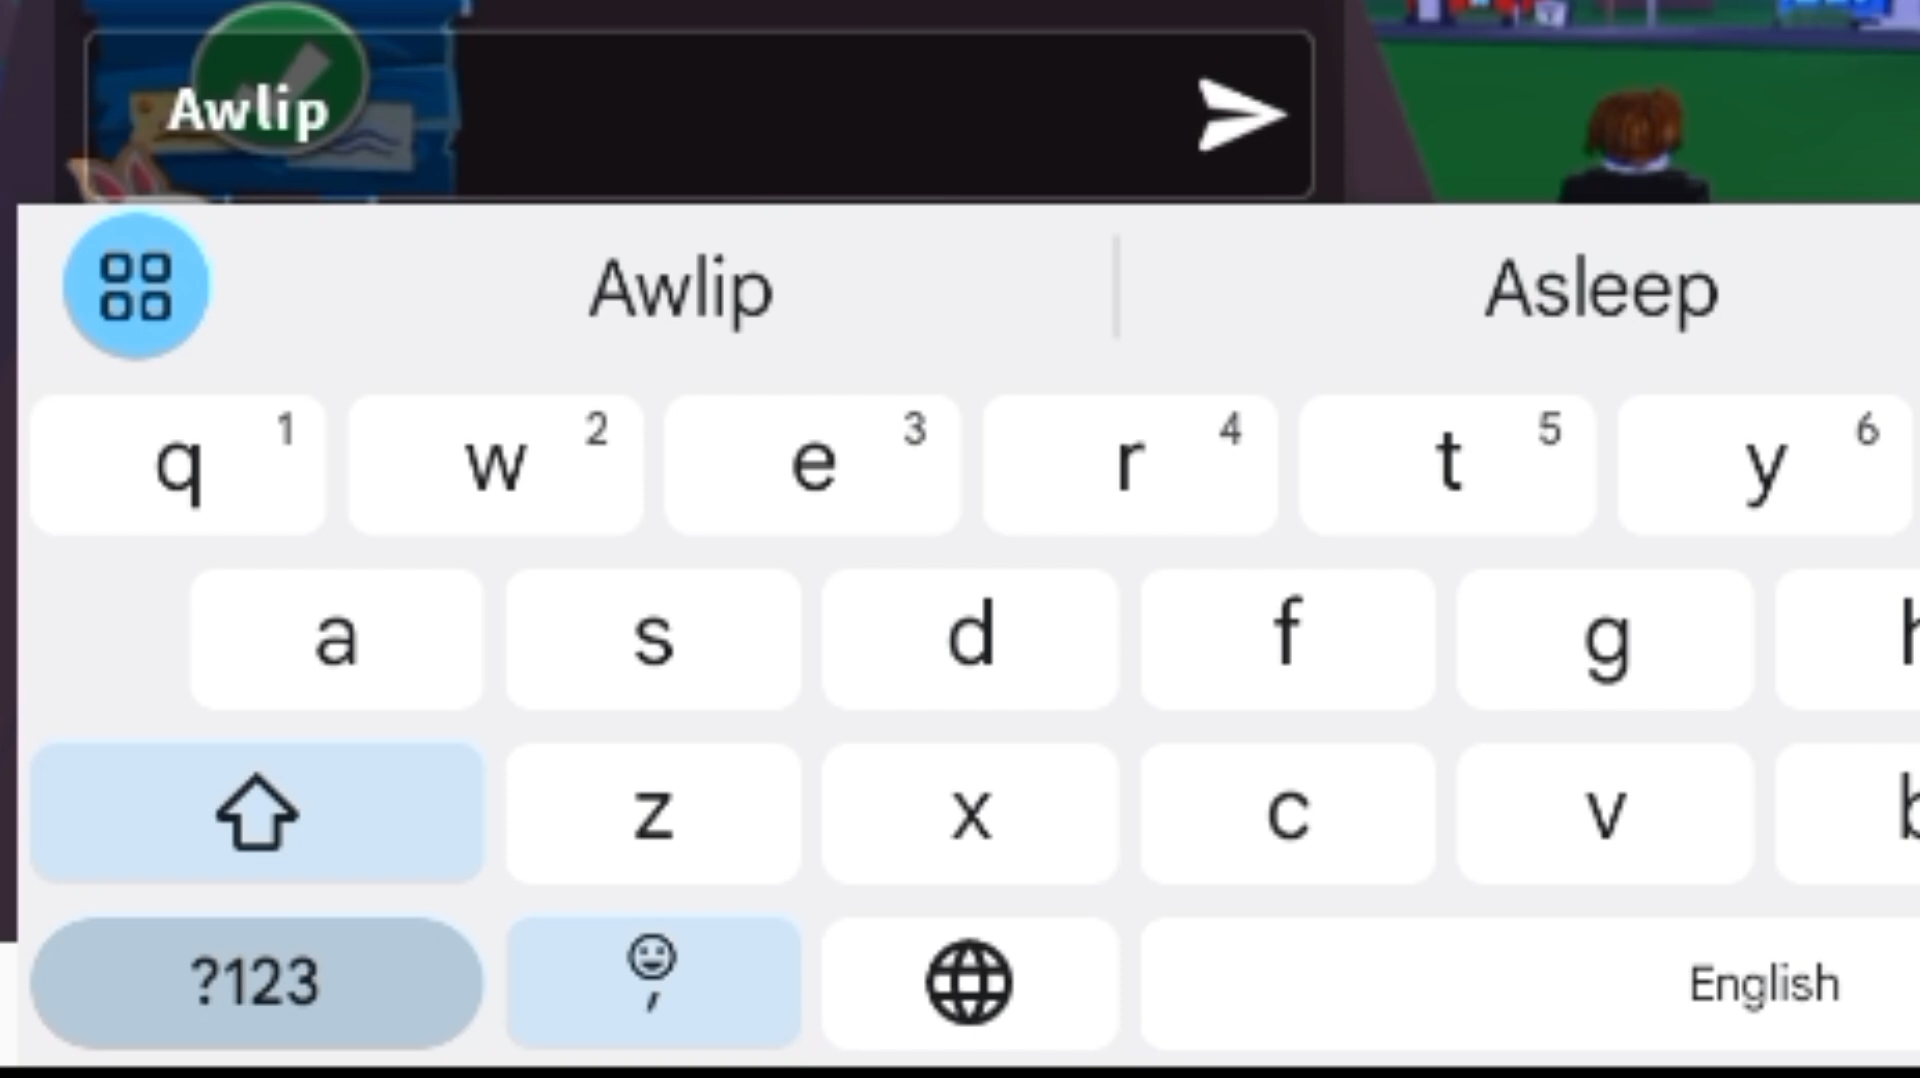 Awlip
Awlip Asleep
q 1 w 2 e 3 r 4 t 5 y 6
a s d f g
z x c v
?123 , English